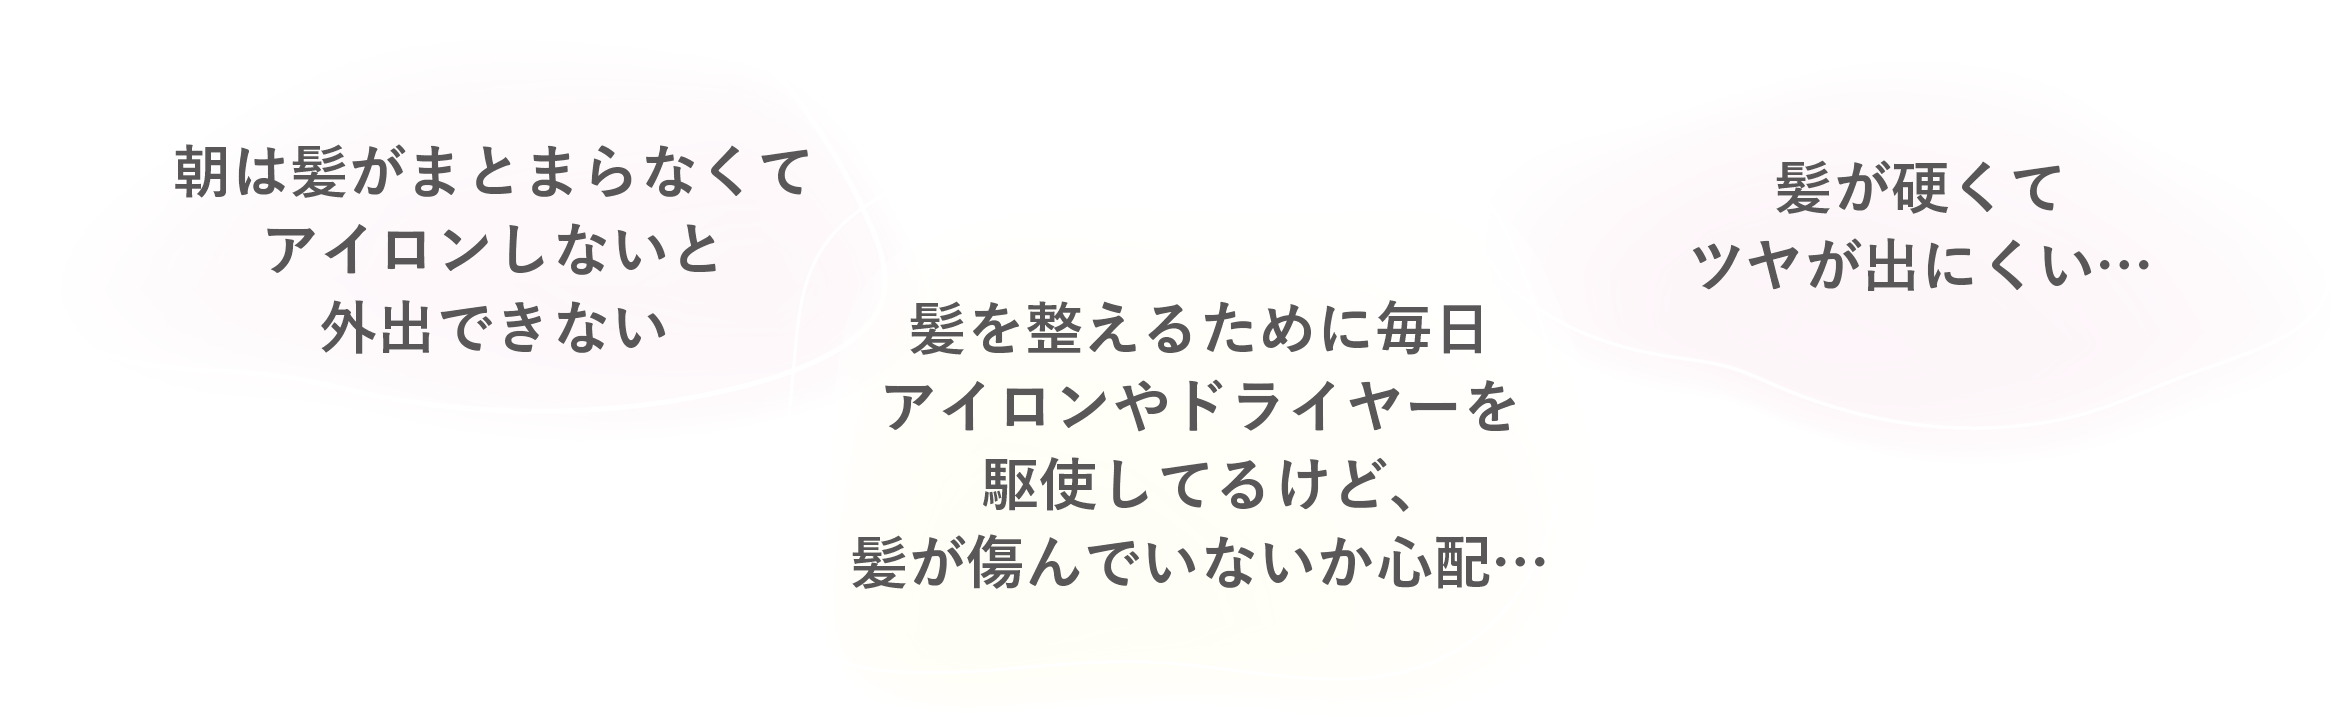 朝は髪がまとまらなくて
アイロンしないと
外出できない
髪を整えるために毎日
アイロンやドライヤーを
駆使してるけど、
髪が傷んでいないか心配…
髪が硬くて
ツヤが出にくい…